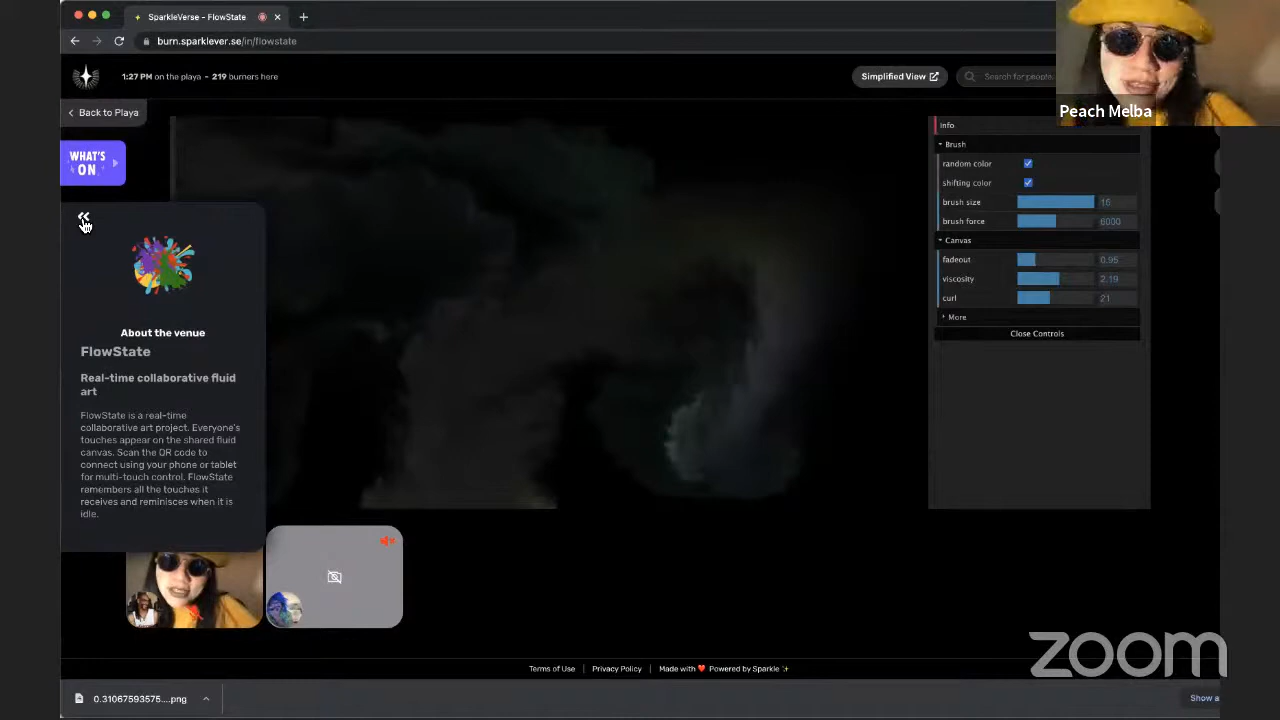 SparkleVerse - FlowState
burn.sparklever.se/in/flowstate
1:27 PM on the playa - 219 burners here
Simplified View
Search for people,
Peach Melba
Back to Playa
WHAT'S
ON
About the venue
FlowState
Real-time collaborative fluid
art
FlowState is a real-time
collaborative art project. Everyone's
touches appear on the shared fluid
canvas. Scan the QR code to
connect using your phone or tablet
for multi-touch control. FlowState
remembers all the touches it
receives and reminisces when it is
idle.
Info
Brush
random color
shifting color
brush size 16
brush force 6000
Canvas
fadeout 0.95
viscosity 2.19
curl 21
More
Close Controls
Terms of Use | Privacy Policy | Made with ❤️ Powered by Sparkle ✨
zoom
0.31067593575....png
Show a